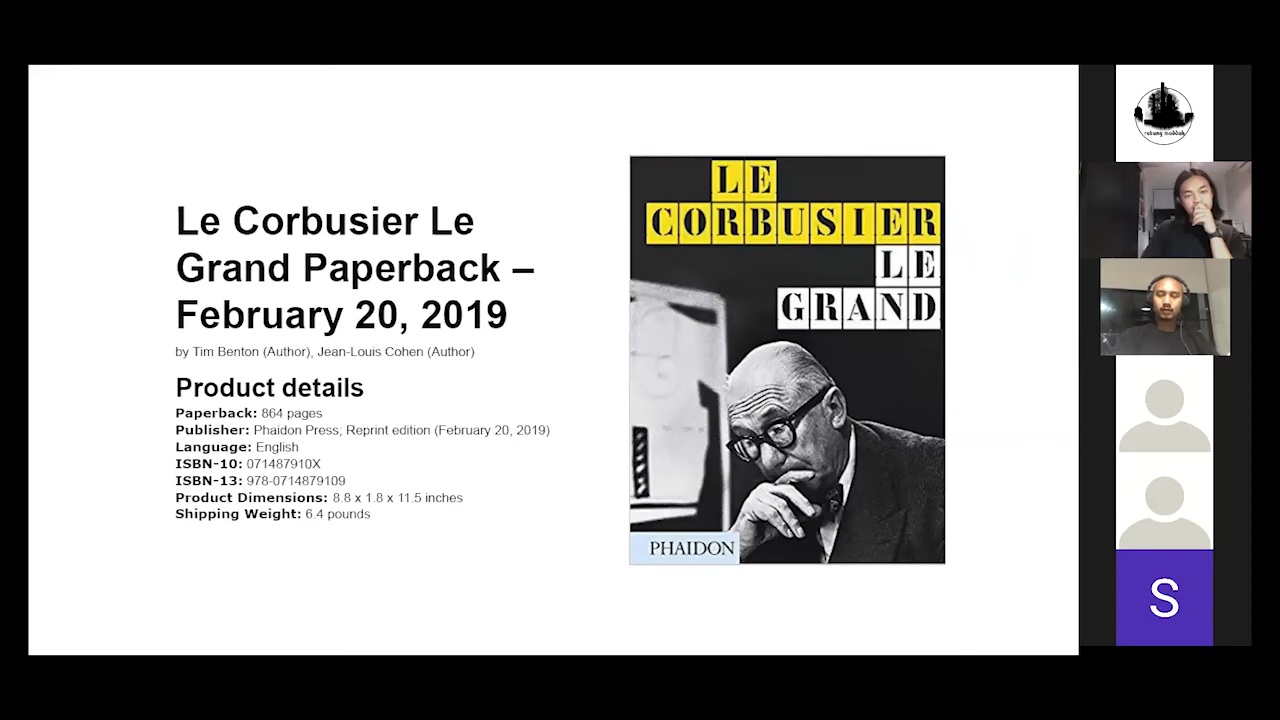 Le Corbusier Le
Grand Paperback –
February 20, 2019
by Tim Benton (Author), Jean-Louis Cohen (Author)
Product details
Paperback: 864 pages
Publisher: Phaidon Press; Reprint edition (February 20, 2019)
Language: English
ISBN-10: 071487910X
ISBN-13: 978-0714879109
Product Dimensions: 8.8 x 1.8 x 11.5 inches
Shipping Weight: 6.4 pounds
LE
CORBUSIER
LE
GRAND
PHAIDON
S